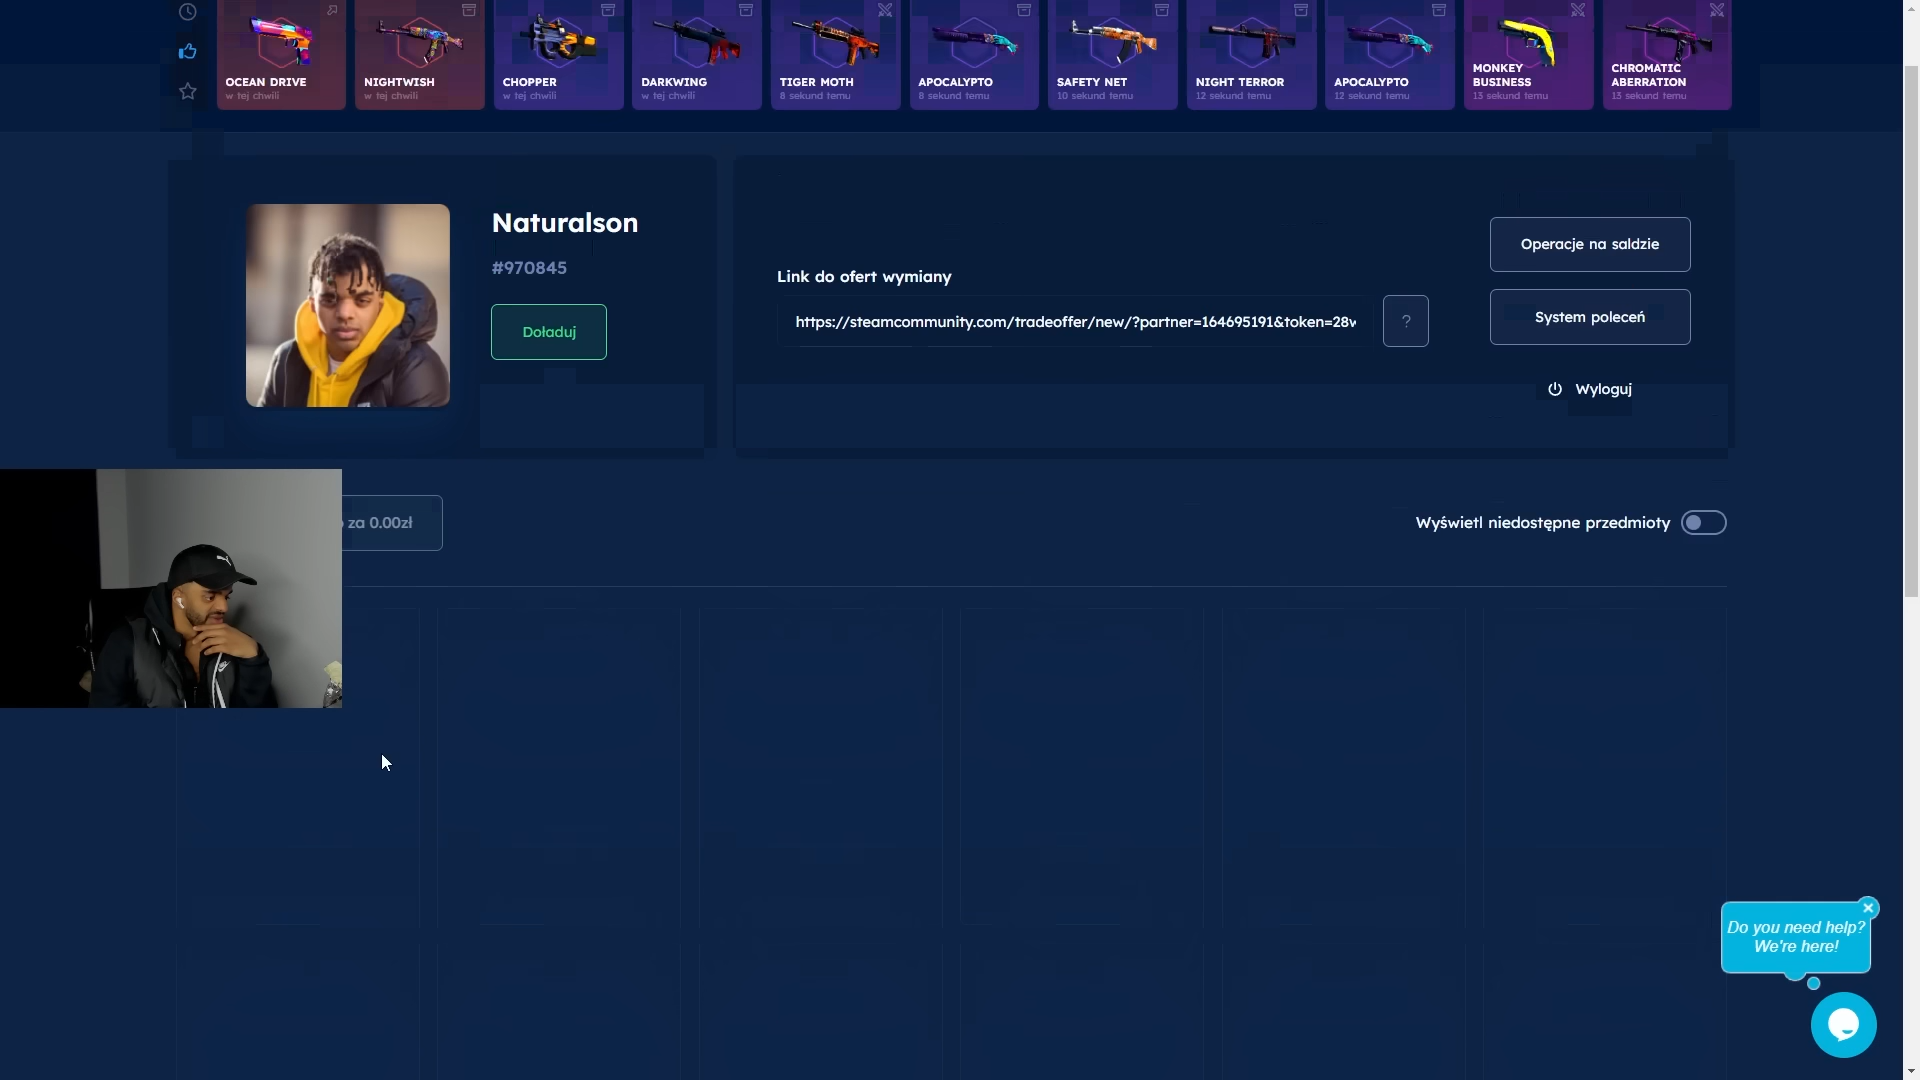 OCEAN DRIVE
w tej chwili
NIGHTWISH
w tej chwili
CHOPPER
w tej chwili
DARKWING
w tej chwili
TIGER MOTH
8 sekund temu
APOCALYPTO
8 sekund temu
SAFETY NET
10 sekund temu
NIGHT TERROR
12 sekund temu
APOCALYPTO
12 sekund temu
MONKEY
BUSINESS
13 sekund temu
CHROMATIC
ABERRATION
13 sekund temu
Naturalson
#970845
Doładuj
Link do ofert wymiany
https://steamcommunity.com/tradeoffer/new/?partner=164695191&token=28v
?
Operacje na saldzie
System poleceń
Wyloguj
za 0.00zł
Wyświetl niedostępne przedmioty
Do you need help?
We're here!